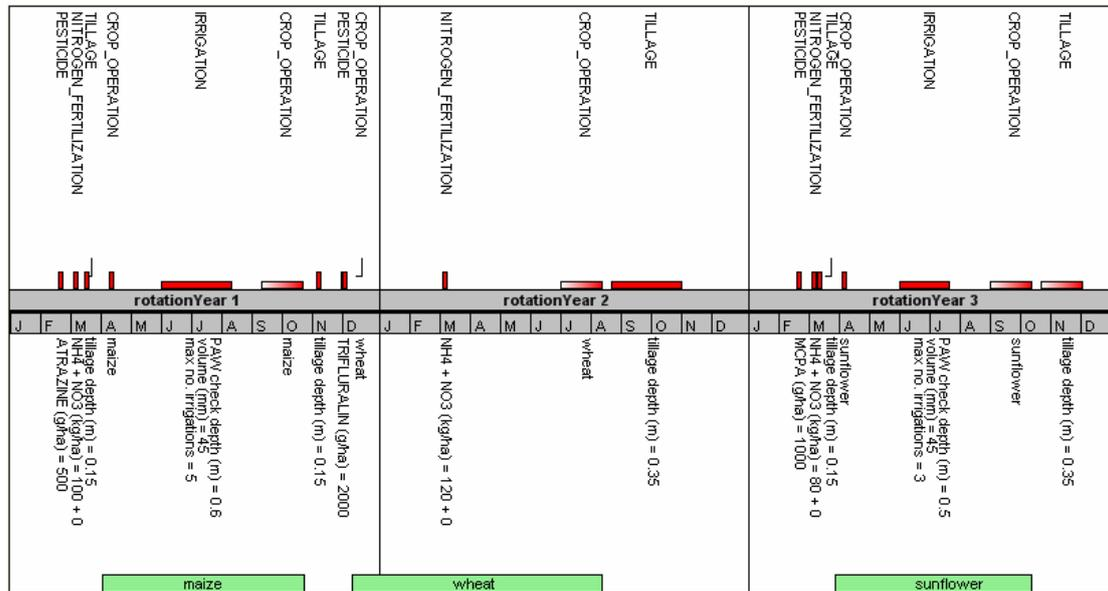 PESTICIDE
NITROGEN_FERTILIZATION
TILLAGE
CROP_OPERATION
IRRIGATION
CROP_OPERATION
TILLAGE
PESTICIDE
CROP_OPERATION
NITROGEN_FERTILIZATION
CROP_OPERATION
TILLAGE
PESTICIDE
NITROGEN_FERTILIZATION
TILLAGE
CROP_OPERATION
IRRIGATION
CROP_OPERATION
TILLAGE
rotationYear 1
rotationYear 2
rotationYear 3
J F M A M J J A S O N D
J F M A M J J A S O N D
J F M A M J J A S O N D
ATRAZINE (g/ha) = 500
NH4 + NO3 (kg/ha) = 100 + 0
tillage depth (m) = 0.15
maize
PAW check depth (m) = 0.6
volume (mm) = 45
max no. irrigations = 5
maize
tillage depth (m) = 0.15
TRIFLURALIN (g/ha) = 2000
wheat
NH4 + NO3 (kg/ha) = 120 + 0
wheat
tillage depth (m) = 0.35
MCPA (g/ha) = 1000
NH4 + NO3 (kg/ha) = 80 + 0
tillage depth (m) = 0.15
sunflower
PAW check depth (m) = 0.5
volume (mm) = 45
max no. irrigations = 3
sunflower
tillage depth (m) = 0.35
maize
wheat
sunflower